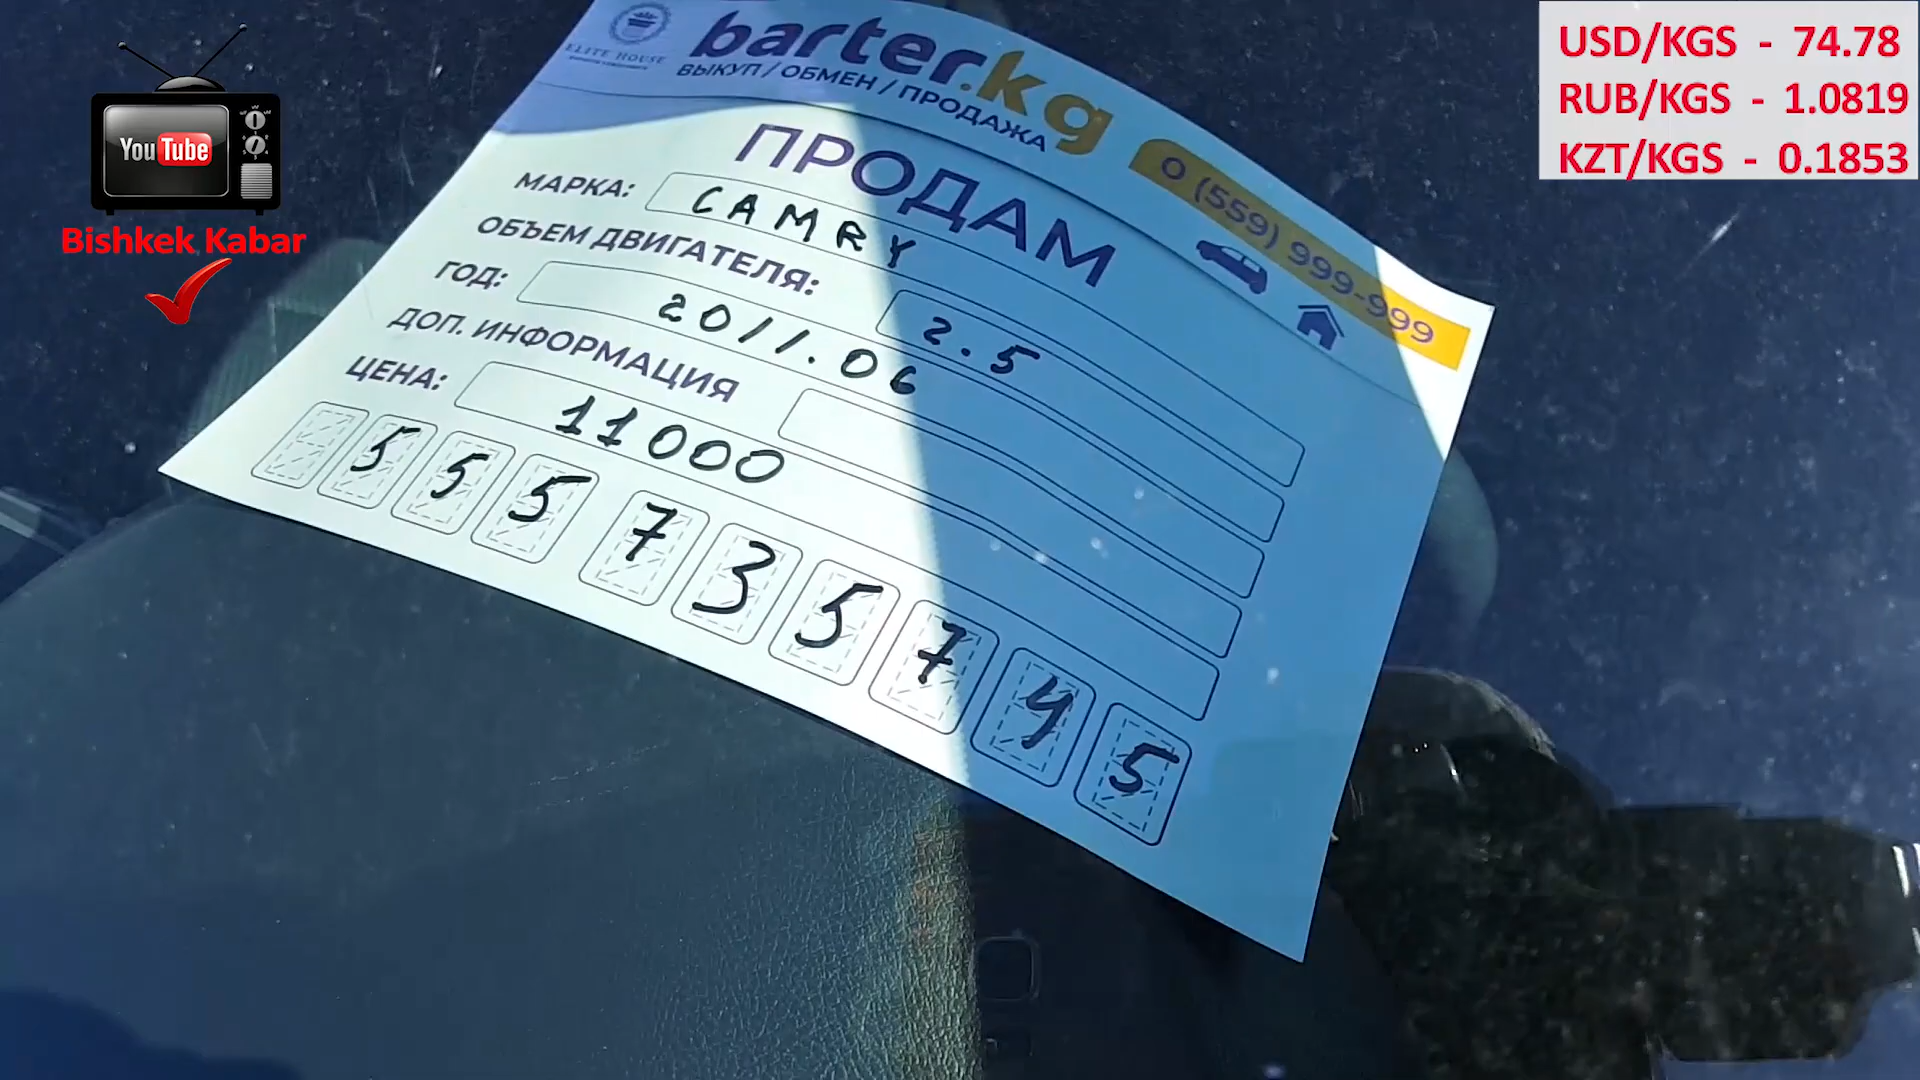 YouTube
Bishkek Kabar
USD/KGS - 74.78
RUB/KGS - 1.0819
KZT/KGS - 0.1853
ELITE HOUSE
barter.kg
ВЫКУП / ОБМЕН / ПРОДАЖА
0 (559) 999-999
ПРОДАМ
МАРКА: CAMRY
ОБЪЕМ ДВИГАТЕЛЯ: 2.5
ГОД: 2011.06
ДОП. ИНФОРМАЦИЯ
ЦЕНА: 11000
555 735745